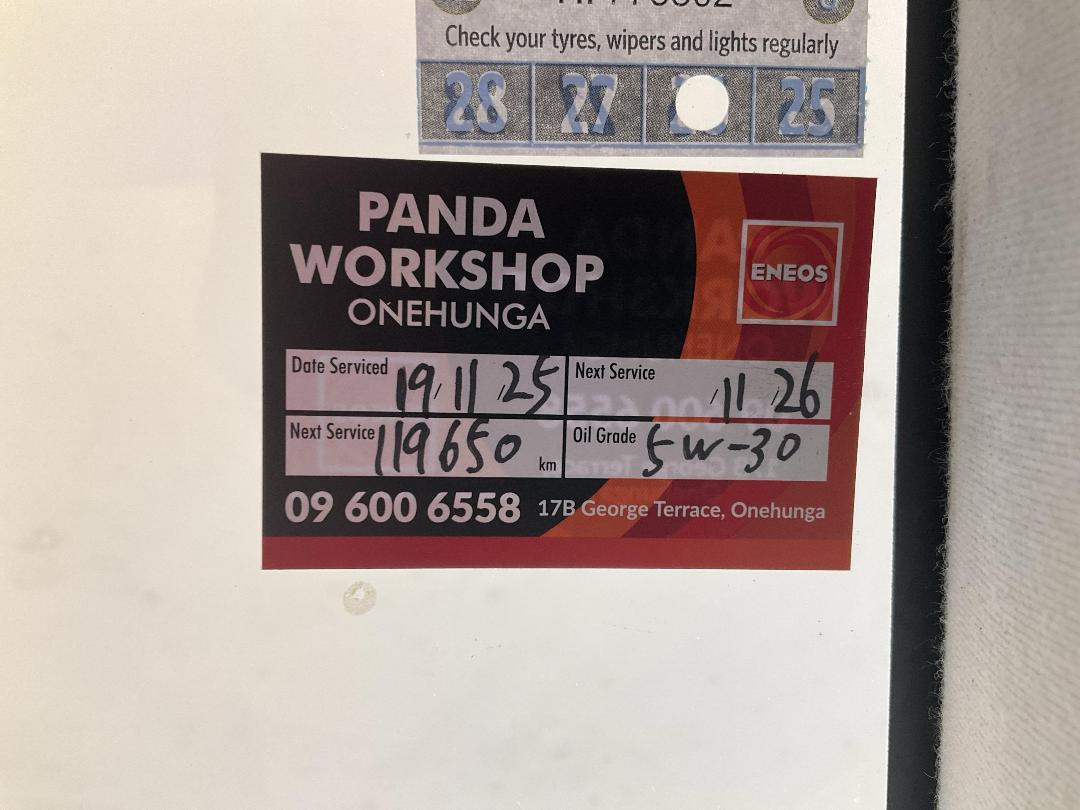 Check your tyres, wipers and lights regularly
28 27 25
PANDA
WORKSHOP
ONEHUNGA
ENEOS
Date Serviced 19/11/25
Next Service /11/26
Next Service 119650 km
Oil Grade 5W-30
09 600 6558 17B George Terrace, Onehunga